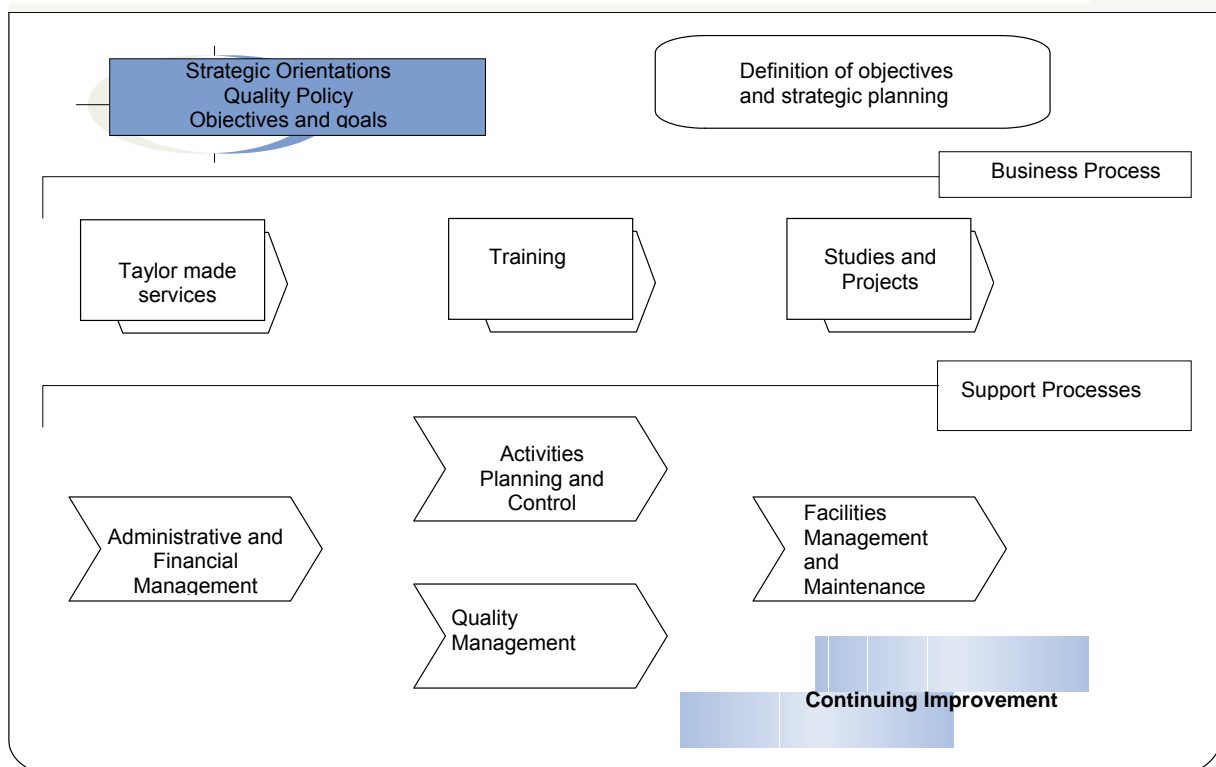 Strategic Orientations
Quality Policy
Objectives and goals
Definition of objectives
and strategic planning
Business Process
Taylor made
services
Training
Studies and
Projects
Support Processes
Activities
Planning and
Control
Administrative and
Financial
Management
Facilities
Management
and
Maintenance
Quality
Management
Continuing Improvement